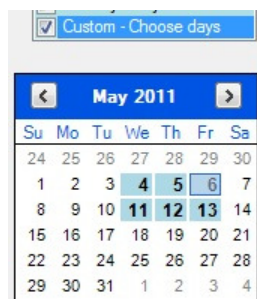 Custom - Choose days
May 2011
Su Mo Tu We Th Fr Sa
24 25 26 27 28 29 30
1 2 3 4 5 6 7
8 9 10 11 12 13 14
15 16 17 18 19 20 21
22 23 24 25 26 27 28
29 30 31 1 2 3 4